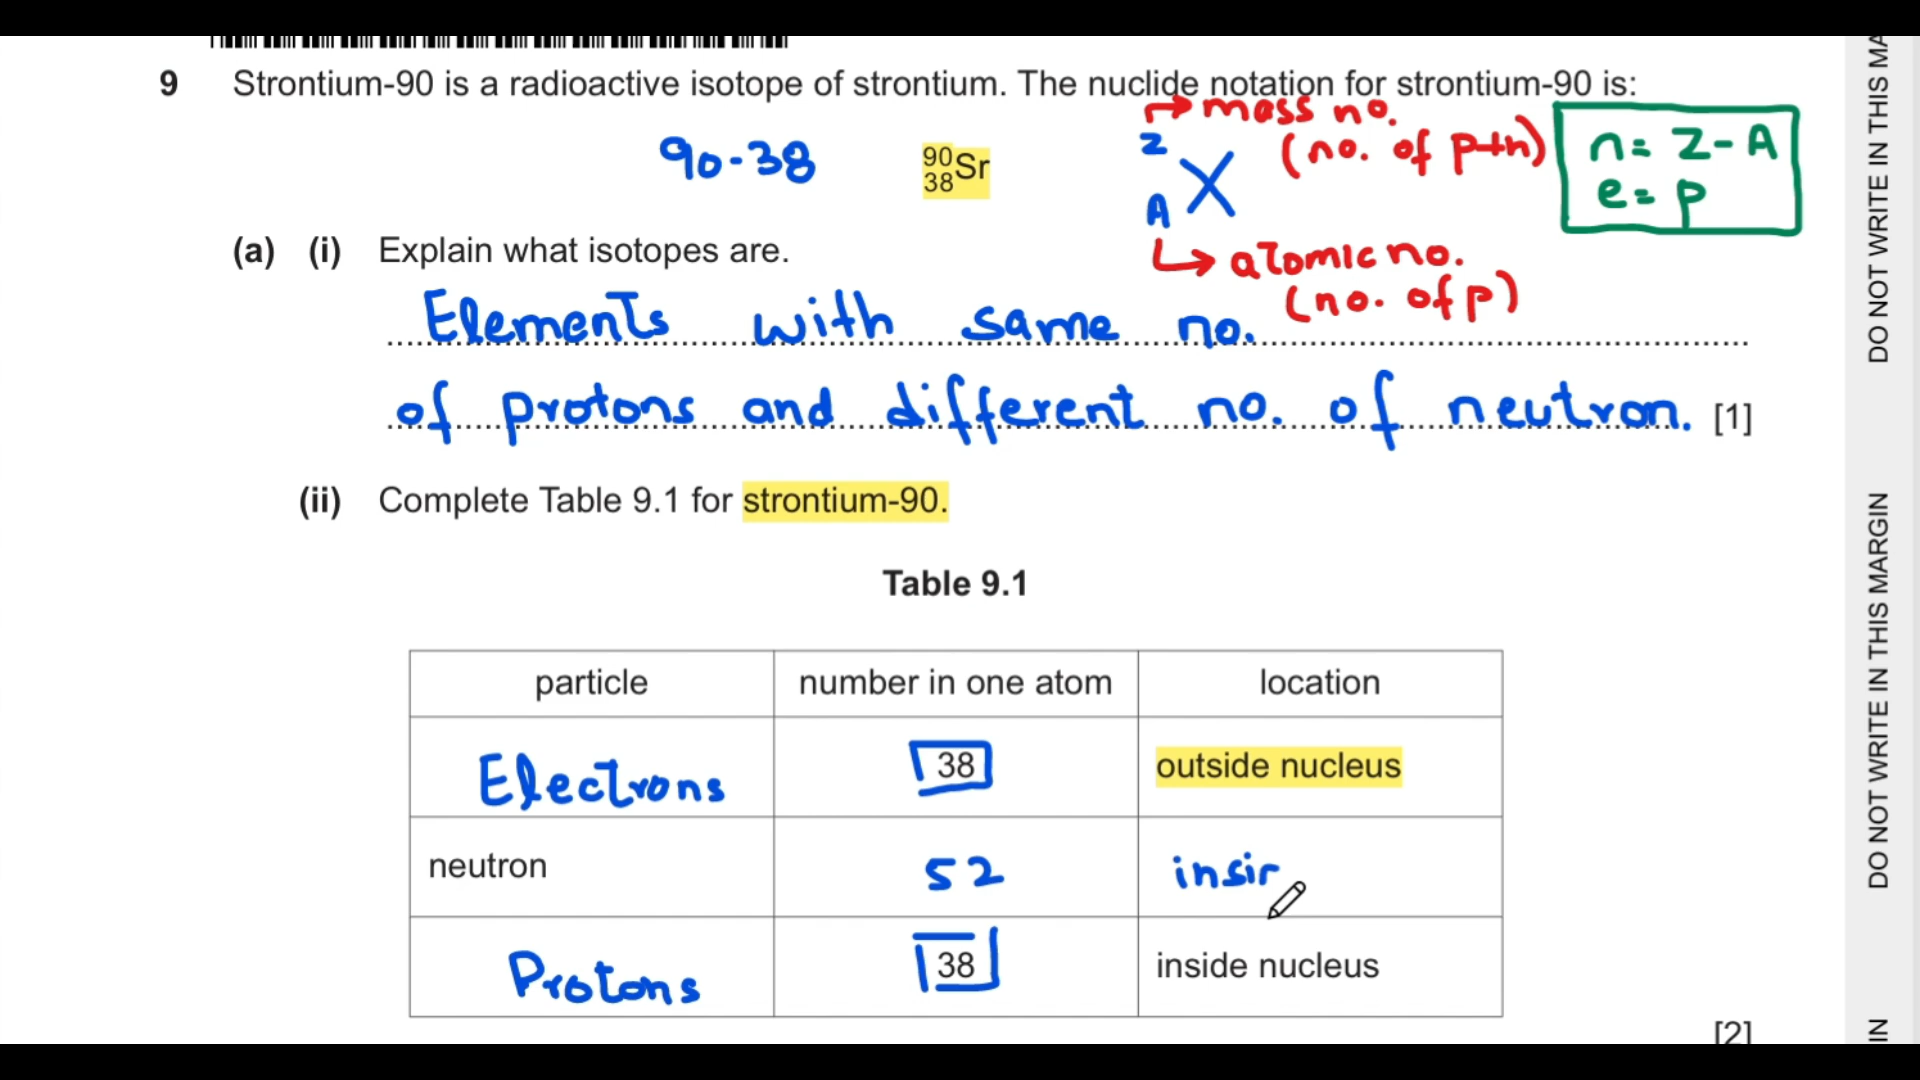 9 Strontium-90 is a radioactive isotope of strontium. The nuclide notation for strontium-90 is:
mass no.
(no. of p+n)
90-38
90
38 Sr
Z
A X
n = Z - A
e = p
atomic no.
(no. of p)
(a) (i) Explain what isotopes are.
Elements with same no.
of protons and different no. of neutron. [1]
(ii) Complete Table 9.1 for strontium-90.
Table 9.1
particle number in one atom location
Electrons 38 outside nucleus
neutron 52 insir
Protons 38 inside nucleus
[2]
DO NOT WRITE IN THIS MA
DO NOT WRITE IN THIS MARGIN
IN